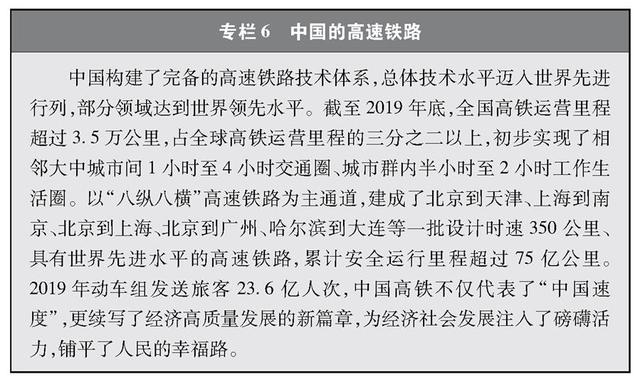 专栏6 中国的高速铁路
中国构建了完备的高速铁路技术体系,总体技术水平迈入世界先进
行列,部分领域达到世界领先水平。截至2019年底,全国高铁运营里程
超过3.5万公里,占全球高铁运营里程的三分之二以上,初步实现了相
邻大中城市间1小时至4小时交通圈、城市群内半小时至2小时工作生
活圈。以“八纵八横”高速铁路为主通道,建成了北京到天津、上海到南
京、北京到上海、北京到广州、哈尔滨到大连等一批设计时速350公里、
具有世界先进水平的高速铁路,累计安全运行里程超过75亿公里。
2019年动车组发送旅客23.6亿人次,中国高铁不仅代表了“中国速
度”,更续写了经济高质量发展的新篇章,为经济社会发展注入了磅礴活
力,铺平了人民的幸福路。